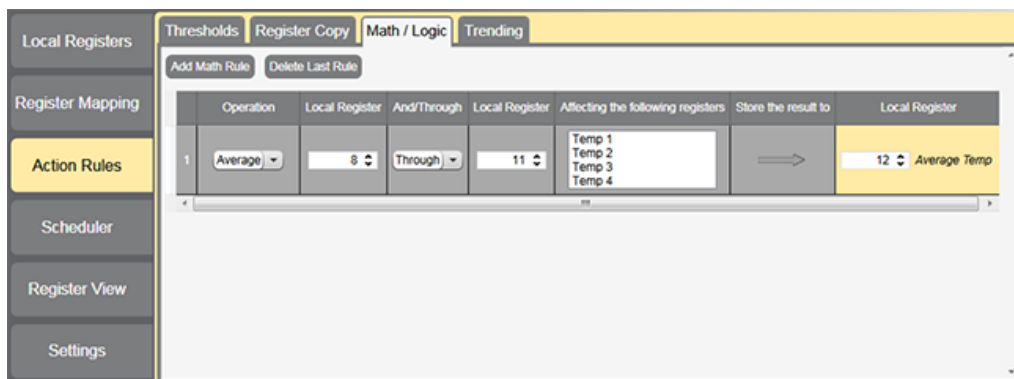 Local Registers
Register Mapping
Action Rules
Scheduler
Register View
Settings
Thresholds Register Copy Math / Logic Trending
Add Math Rule Delete Last Rule
Operation Local Register And/Through Local Register Affecting the following registers Store the result to Local Register
1 Average 8 Through 11 Temp 1 12 Average Temp
Temp 2
Temp 3
Temp 4